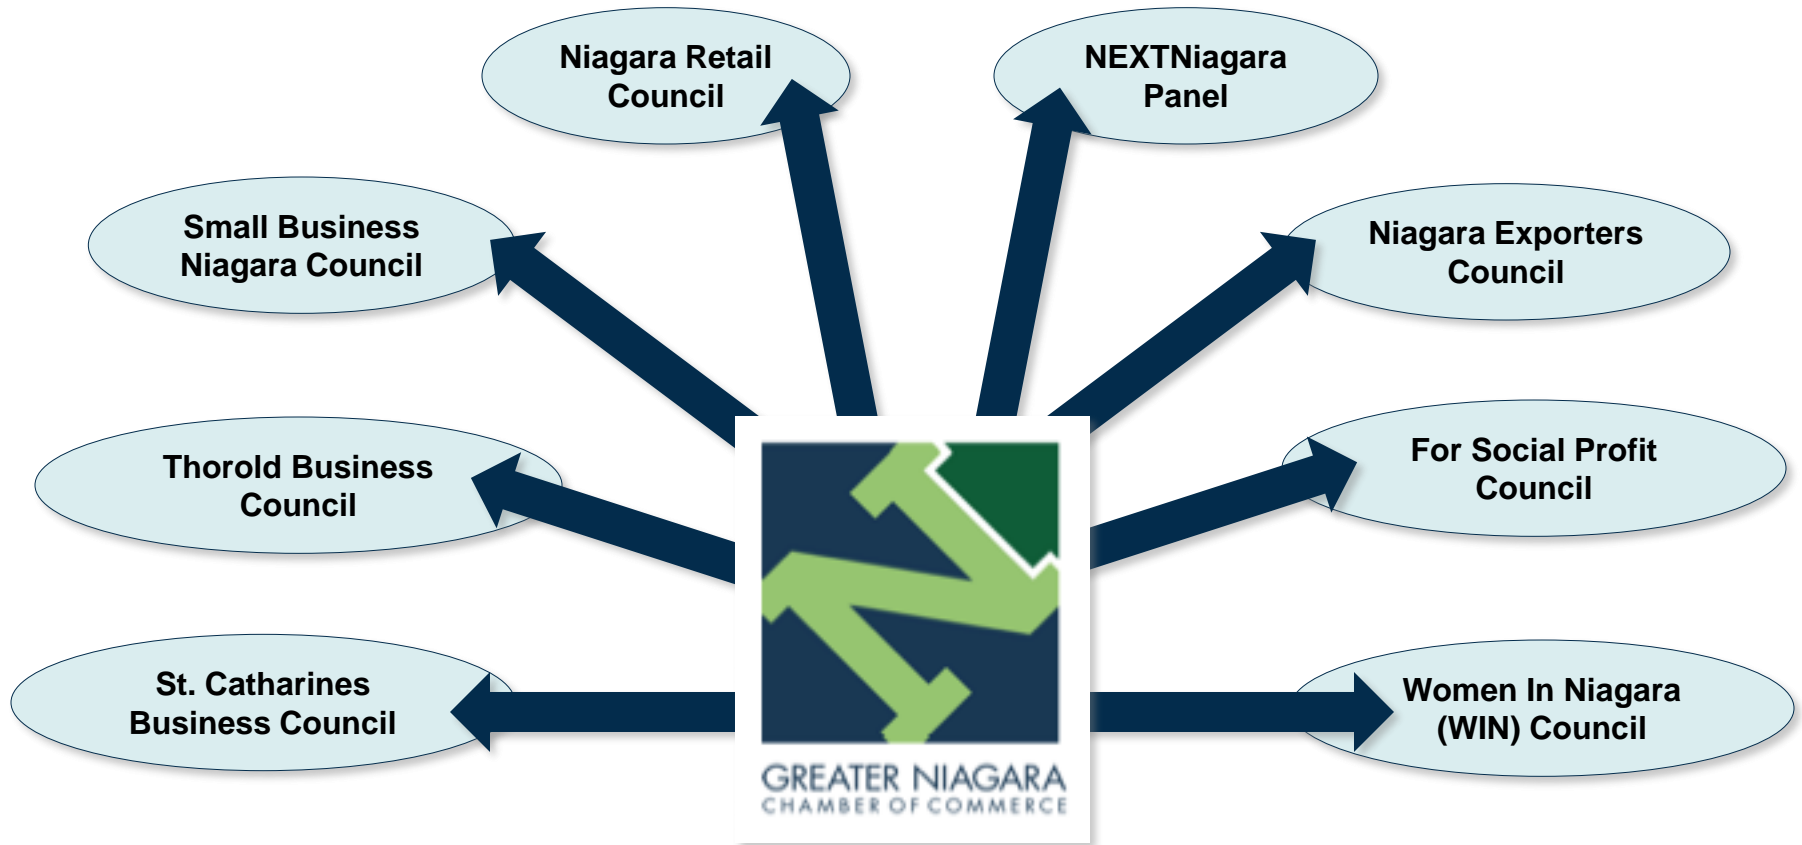 Niagara Retail
Council
NEXTNiagara
Panel
Small Business
Niagara Council
Niagara Exporters
Council
Thorold Business
Council
For Social Profit
Council
St. Catharines
Business Council
Women In Niagara
(WIN) Council
GREATER NIAGARA
CHAMBER OF COMMERCE